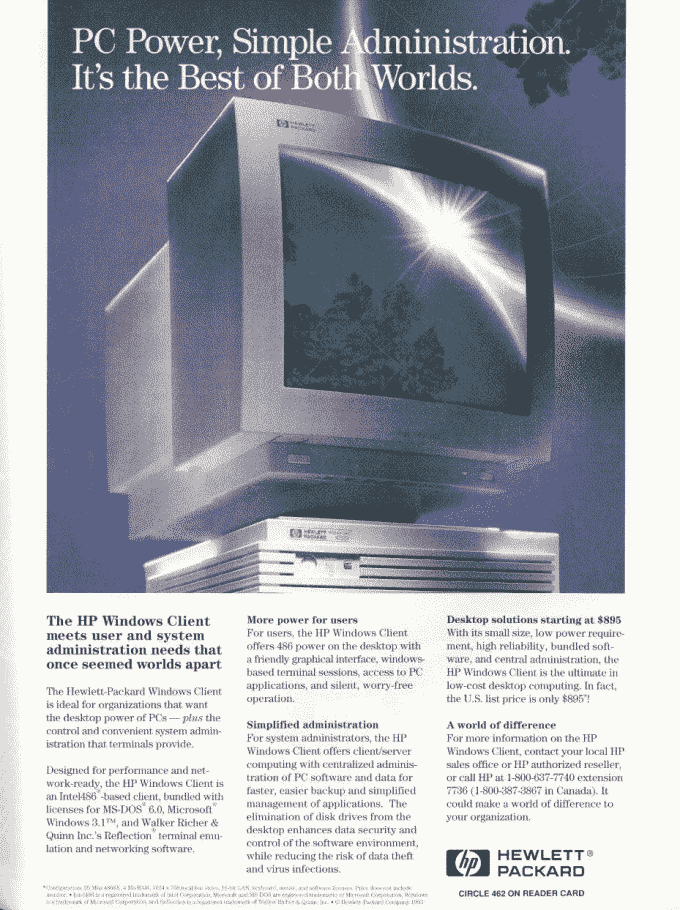 PC Power, Simple Administration.
It's the Best of Both Worlds.
HEWLETT
PACKARD
HEWLETT
PACKARD
The HP Windows Client
meets user and system
administration needs that
once seemed worlds apart
The Hewlett-Packard Windows Client
is ideal for organizations that want
the desktop power of PCs — plus the
control and convenient system admin-
istration that terminals provide.
Designed for performance and net-
work-ready, the HP Windows Client is
an Intel486®-based client, bundled with
licenses for MS-DOS® 6.0, Microsoft®
Windows 3.1™, and Walker Richer &
Quinn Inc.'s Reflection® terminal emu-
lation and networking software.
More power for users
For users, the HP Windows Client
offers 486 power on the desktop with
a friendly graphical interface, windows-
based terminal sessions, access to PC
applications, and silent, worry-free
operation.
Simplified administration
For system administrators, the HP
Windows Client offers client/server
computing with centralized adminis-
tration of PC software and data for
faster, easier backup and simplified
management of applications. The
elimination of disk drives from the
desktop enhances data security and
control of the software environment,
while reducing the risk of data theft
and virus infections.
Desktop solutions starting at $895
With its small size, low power require-
ment, high reliability, bundled soft-
ware, and central administration, the
HP Windows Client is the ultimate in
low-cost desktop computing. In fact,
the U.S. list price is only $895*!
A world of difference
For more information on the HP
Windows Client, contact your local HP
sales office or HP authorized reseller,
or call HP at 1-800-637-7740 extension
7736 (1-800-387-3867 in Canada). It
could make a world of difference to
your organization.
hp HEWLETT®
PACKARD
CIRCLE 462 ON READER CARD